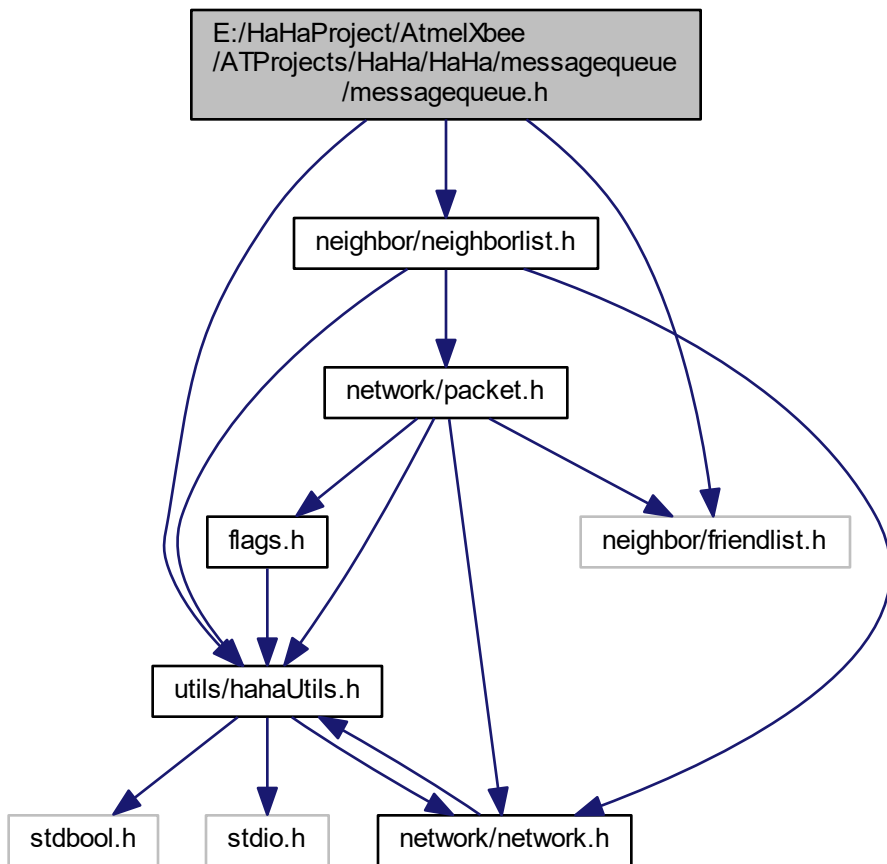 E:/HaHaProject/AtmelXbee
/ATProjects/HaHa/HaHa/messagequeue
/messagequeue.h
neighbor/neighborlist.h
network/packet.h
flags.h
neighbor/friendlist.h
utils/hahaUtils.h
stdbool.h
stdio.h
network/network.h